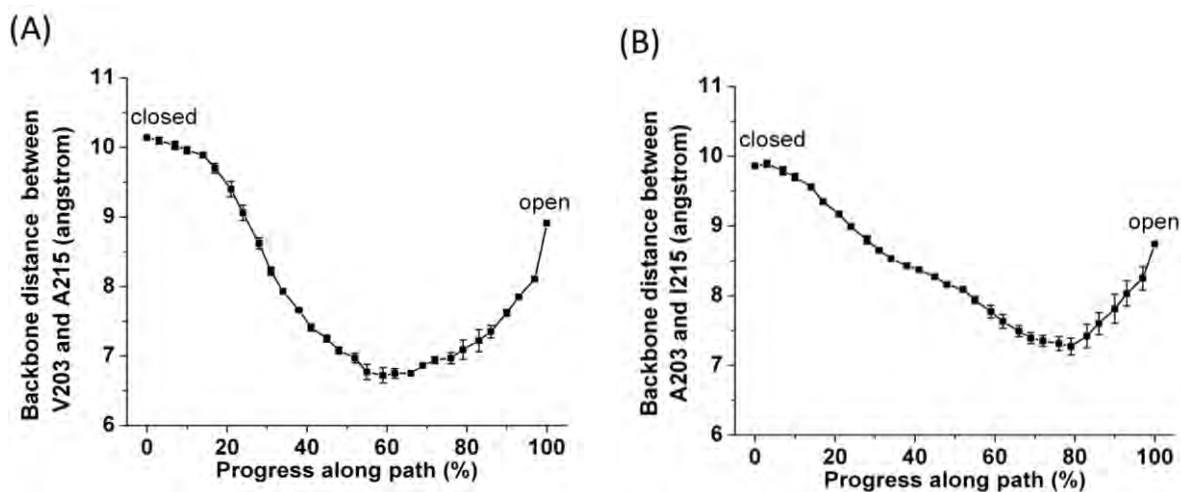 (A)
Backbone distance between
V203 and A215 (angstrom)
11
10
9
8
7
6
closed
open
0 20 40 60 80 100
Progress along path (%)
(B)
Backbone distance between
A203 and I215 (angstrom)
11
10
9
8
7
6
closed
open
0 20 40 60 80 100
Progress along path (%)